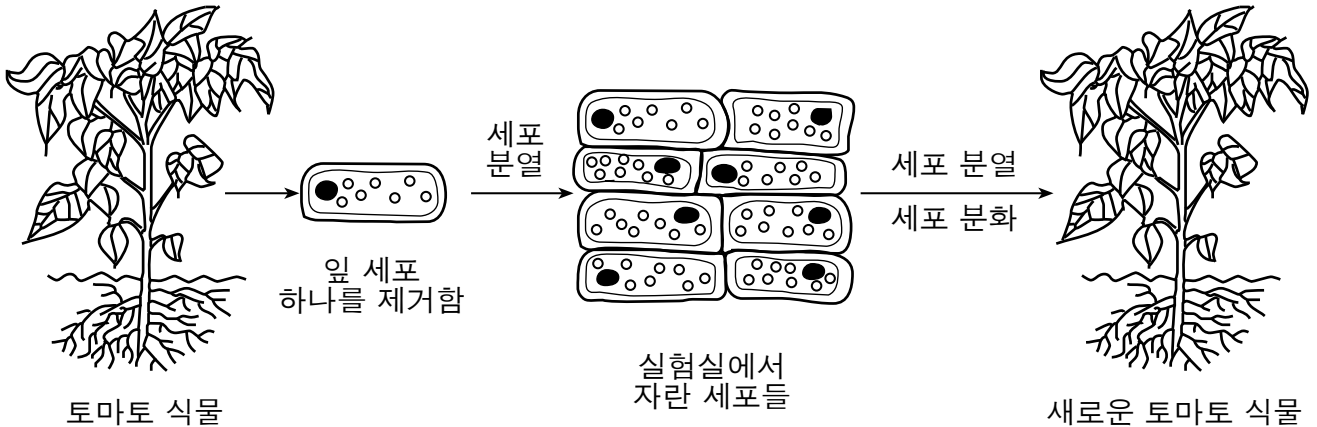 세포
분열
세포 분열
세포 분화
잎 세포
하나를 제거함
실험실에서
자란 세포들
토마토 식물
새로운 토마토 식물